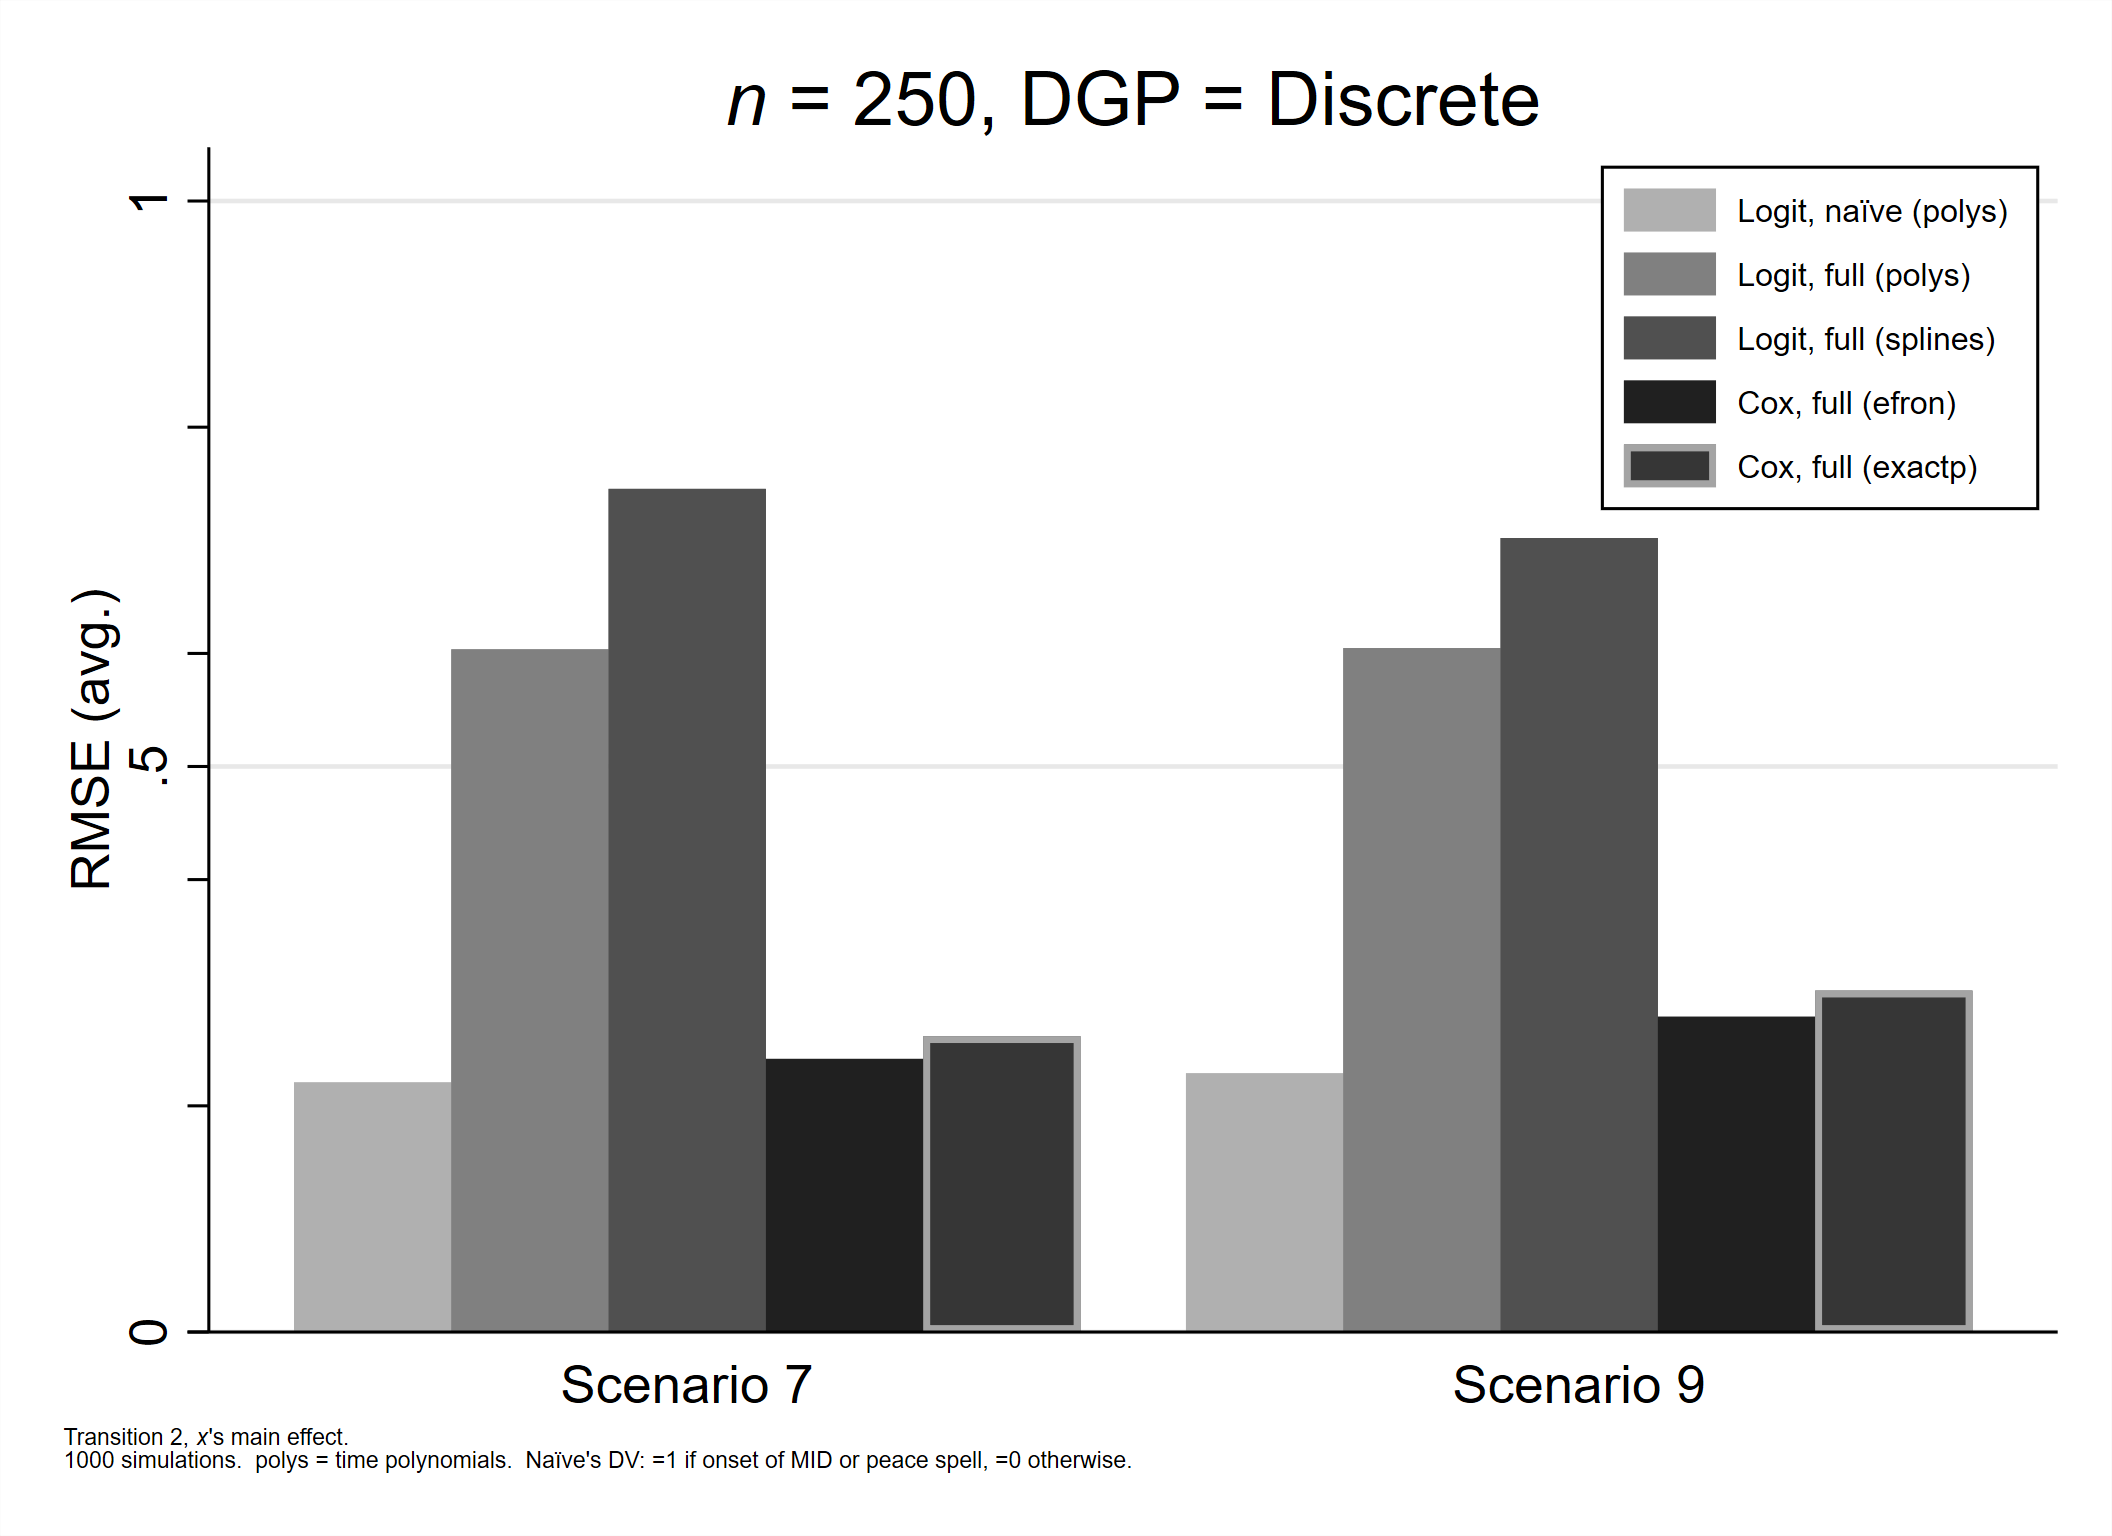 n = 250, DGP = Discrete
1
.5
0
RMSE (avg.)
Logit, naïve (polys)
Logit, full (polys)
Logit, full (splines)
Cox, full (efron)
Cox, full (exactp)
Scenario 7
Scenario 9
Transition 2, x's main effect.
1000 simulations.  polys = time polynomials.  Naïve's DV: =1 if onset of MID or peace spell, =0 otherwise.